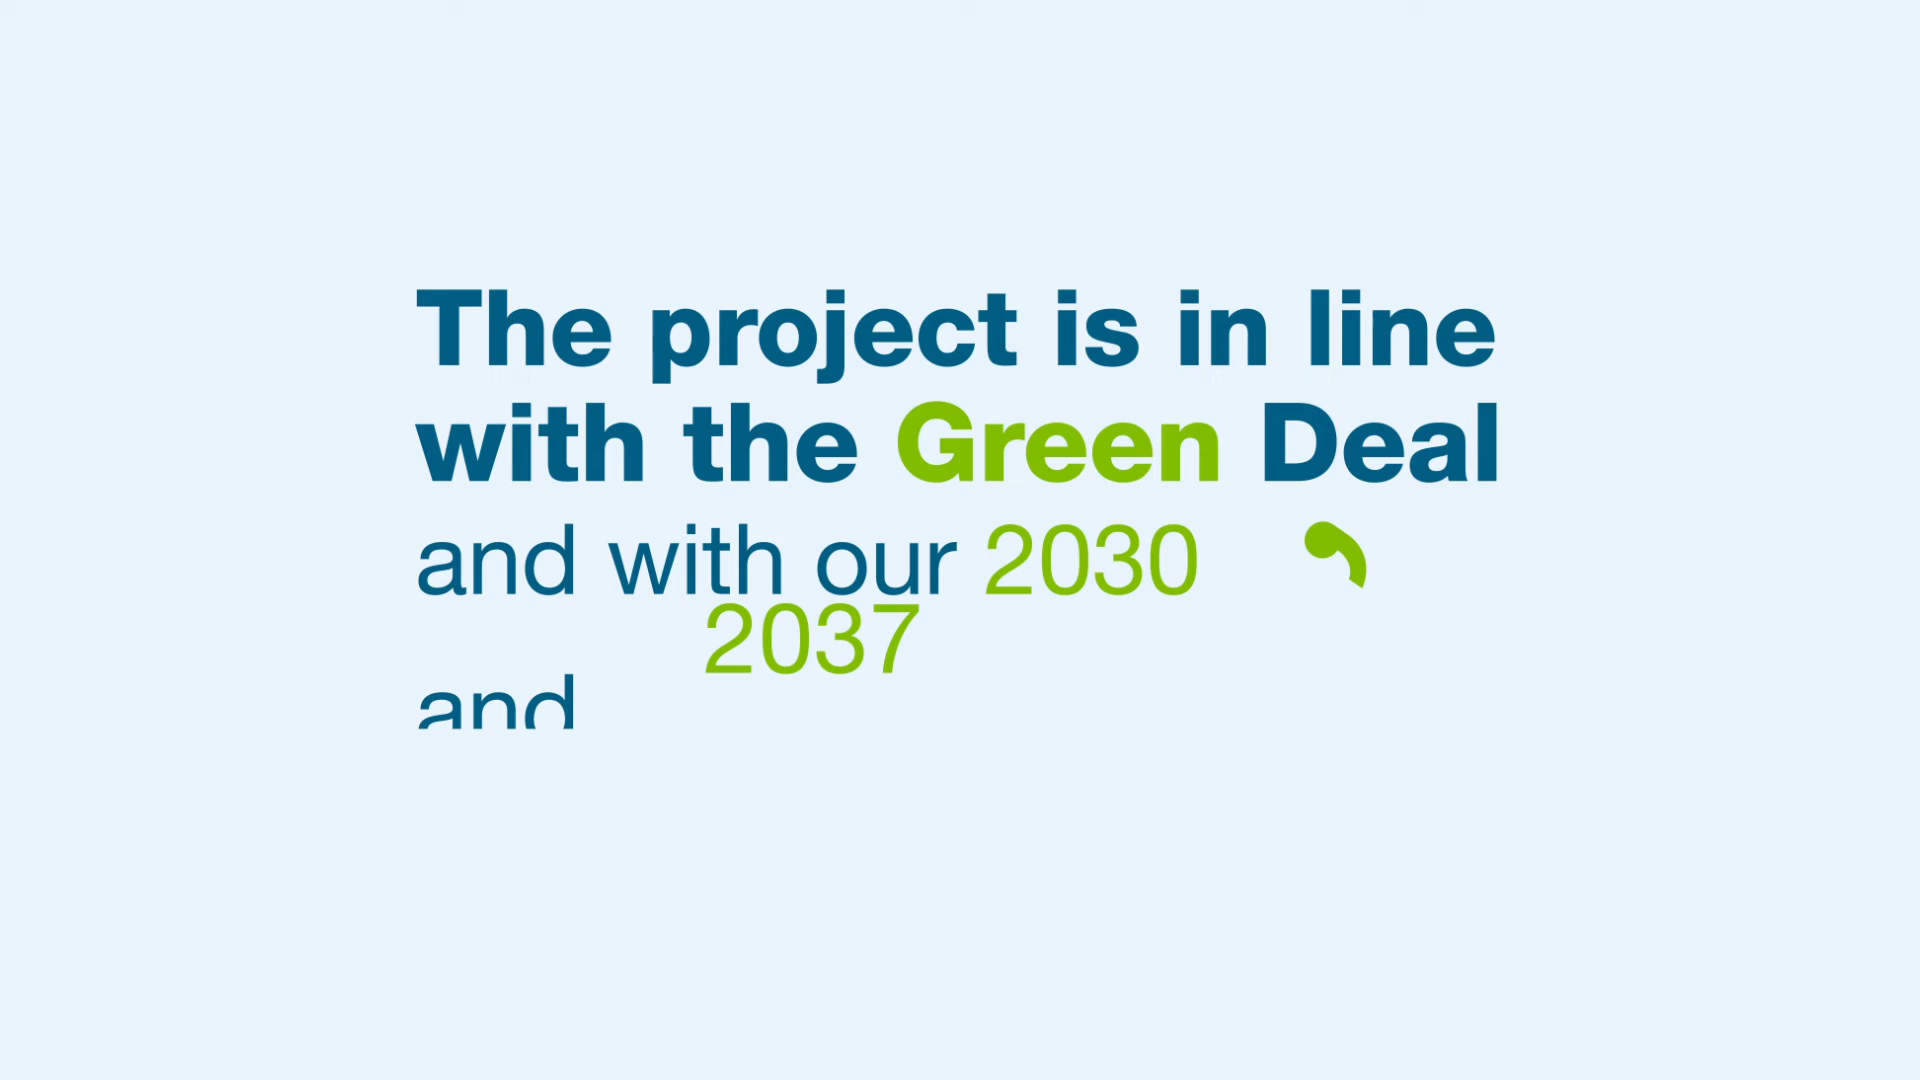 The project is in line
with the Green Deal
and with our 2030
2037
and